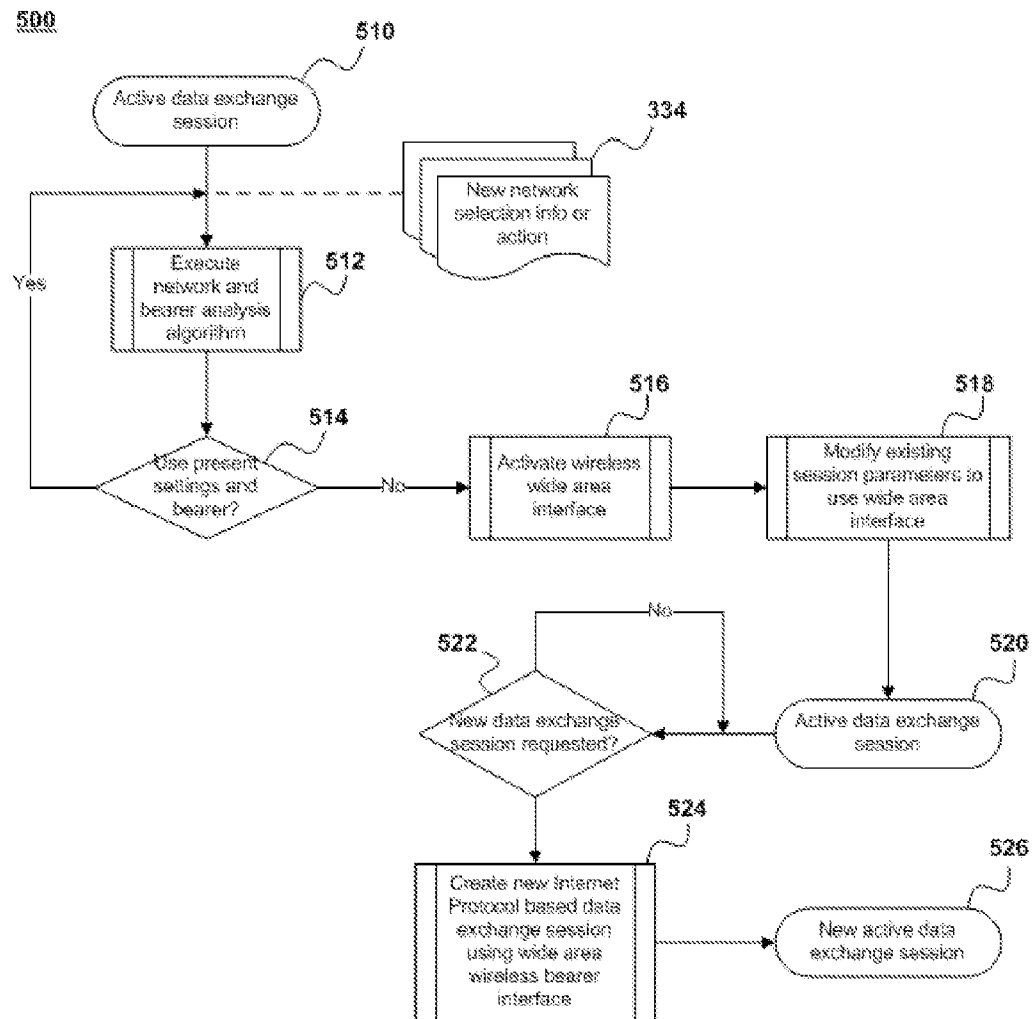 500
510
Active data exchange
session
334
New network
selection info or
action
512
Execute
network and
bearer analysis
algorithm
Yes
514
Use present
settings and
bearer?
No
516
Activate wireless
wide area
interface
518
Modify existing
session parameters to
use wide area
interface
No
522
New data exchange
session requested?
520
Active data exchange
session
524
Create new Internet
Protocol based data
exchange session
using wide area
wireless bearer
interface
526
New active data
exchange session